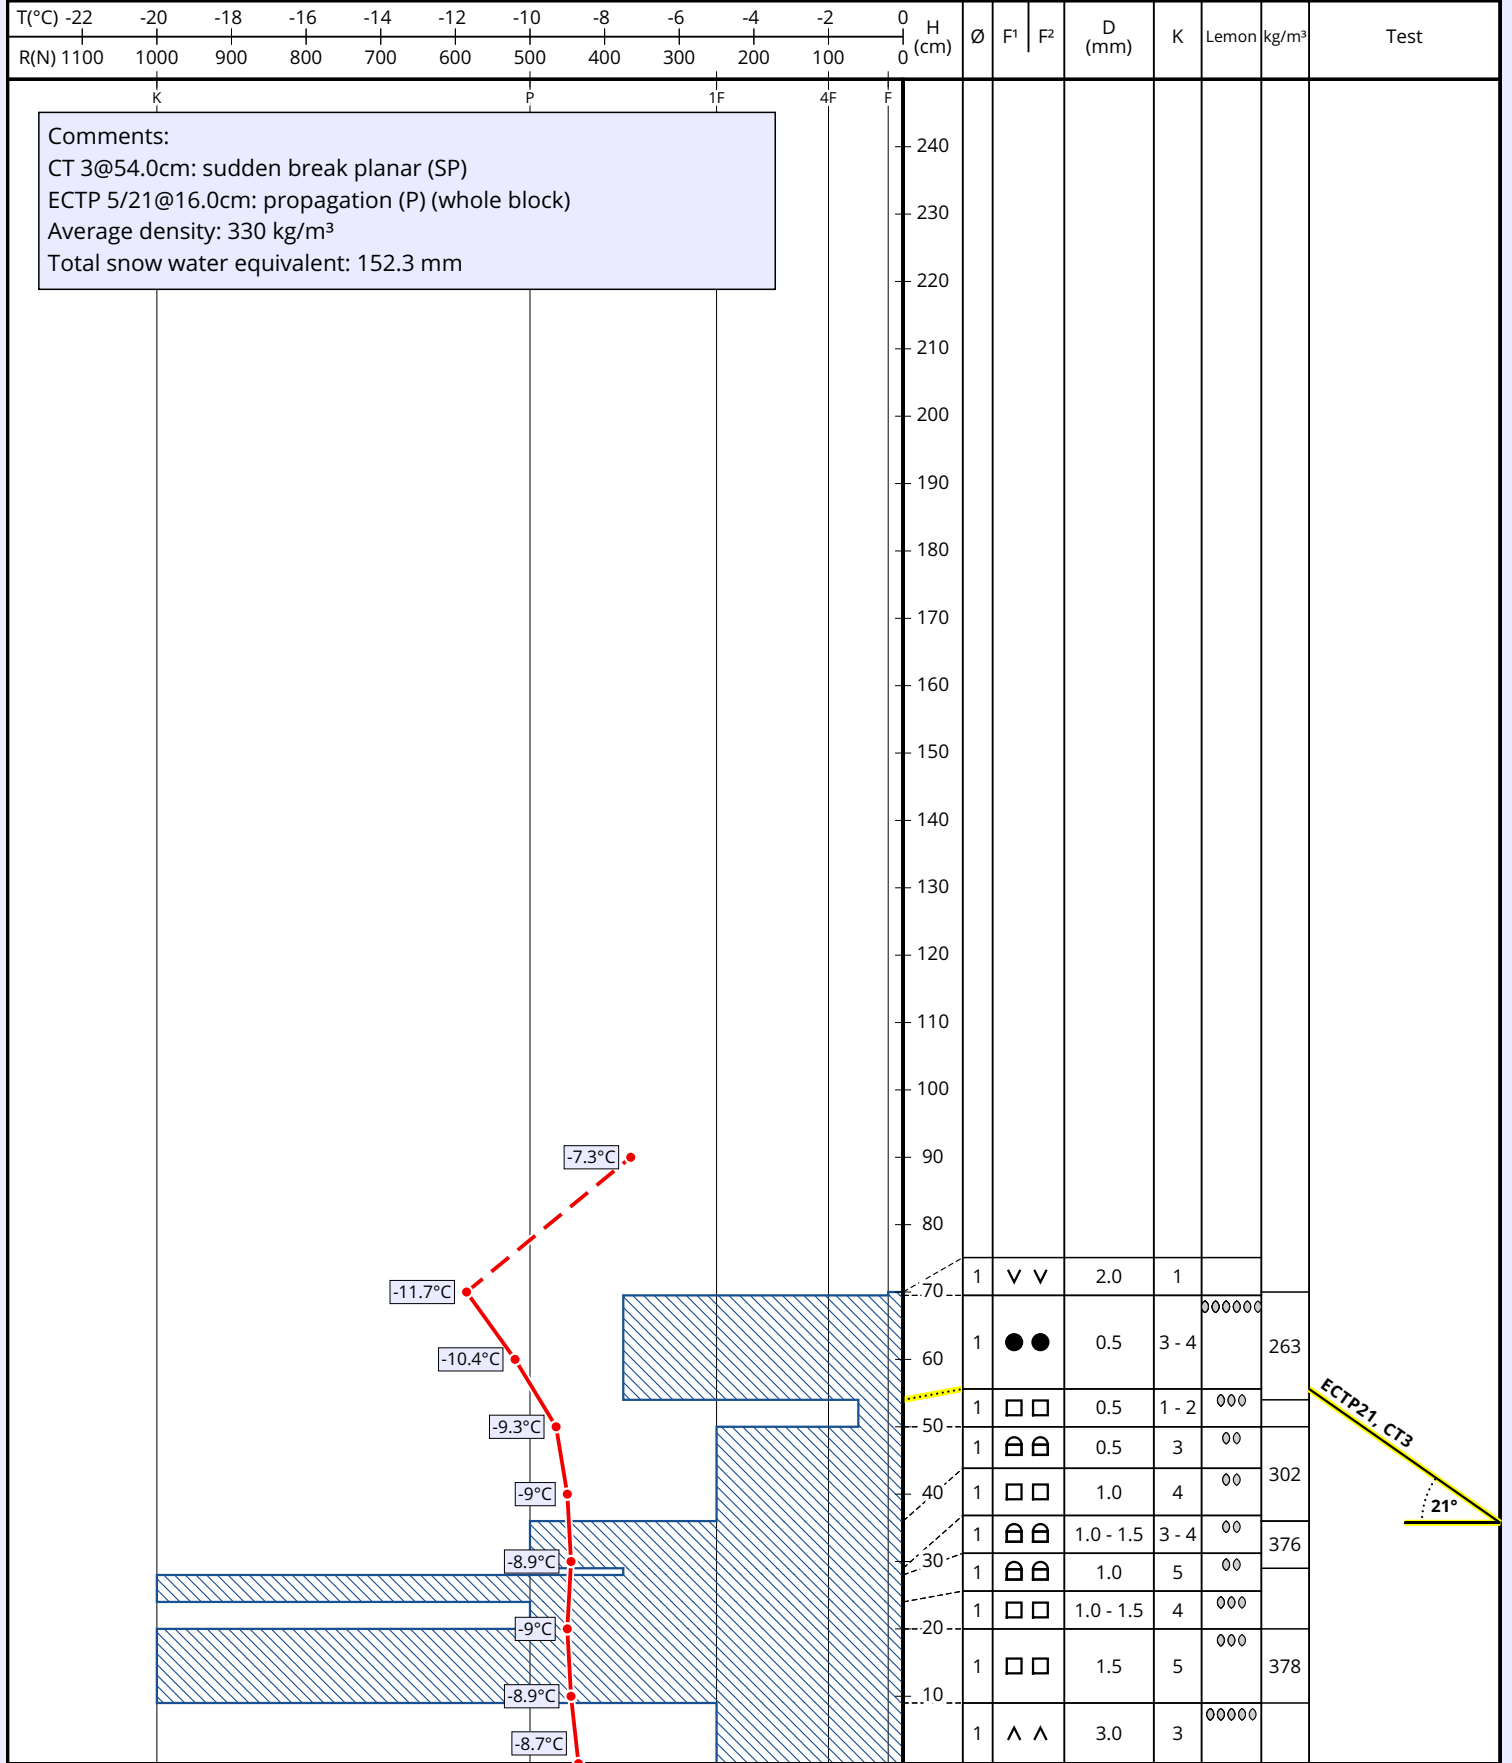 T(°C) -22 -20 -18 -16 -14 -12 -10 -8 -6 -4 -2 0
R(N) 1100 1000 900 800 700 600 500 400 300 200 100 0
H (cm) Ø F¹ F² D (mm) K Lemon kg/m³ Test
K P 1F 4F F
Comments:
CT 3@54.0cm: sudden break planar (SP)
ECTP 5/21@16.0cm: propagation (P) (whole block)
Average density: 330 kg/m³
Total snow water equivalent: 152.3 mm
240
230
220
210
200
190
180
170
160
150
140
130
120
110
100
-7.3°C 90
80
1 2.0 1
-11.7°C 70
1 0.5 3 - 4 263
-10.4°C 60
ECTP21, CT3
1 0.5 1 - 2
-9.3°C 50
1 0.5 3
302
-9°C 40 1 1.0 4
21°
1 1.0 - 1.5 3 - 4 376
-8.9°C 30
1 1.0 5
1 1.0 - 1.5 4
-9°C 20
1 1.5 5 378
-8.9°C 10
1 3.0 3
-8.7°C